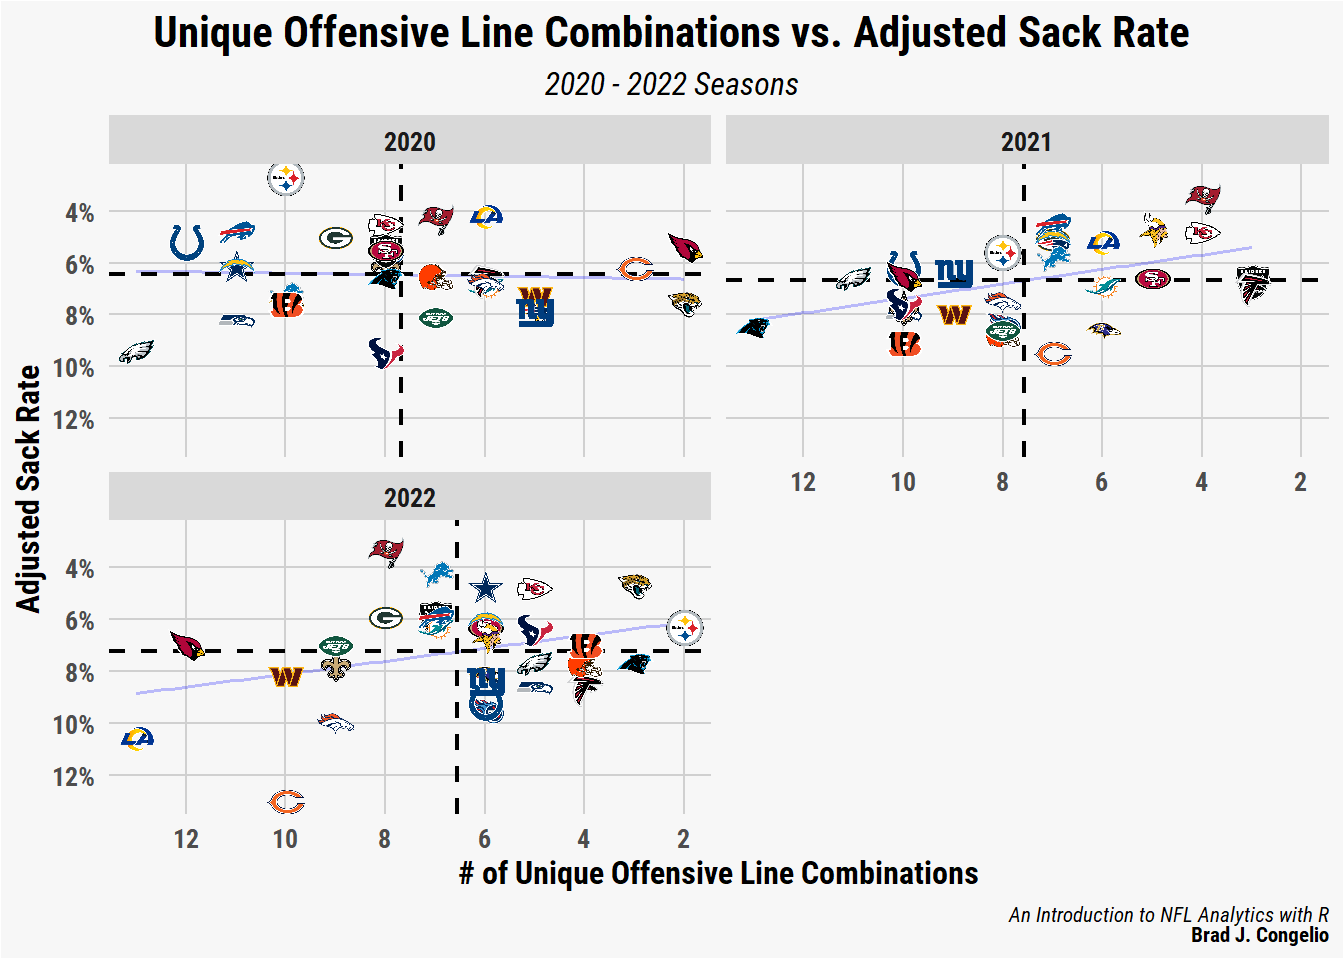 Unique Offensive Line Combinations vs. Adjusted Sack Rate
2020 - 2022 Seasons
2020
2021
4%
6%
8%
10%
12%
12 10 8 6 4 2
2022
4%
6%
8%
10%
12%
12 10 8 6 4 2
Adjusted Sack Rate
# of Unique Offensive Line Combinations
An Introduction to NFL Analytics with R
Brad J. Congelio